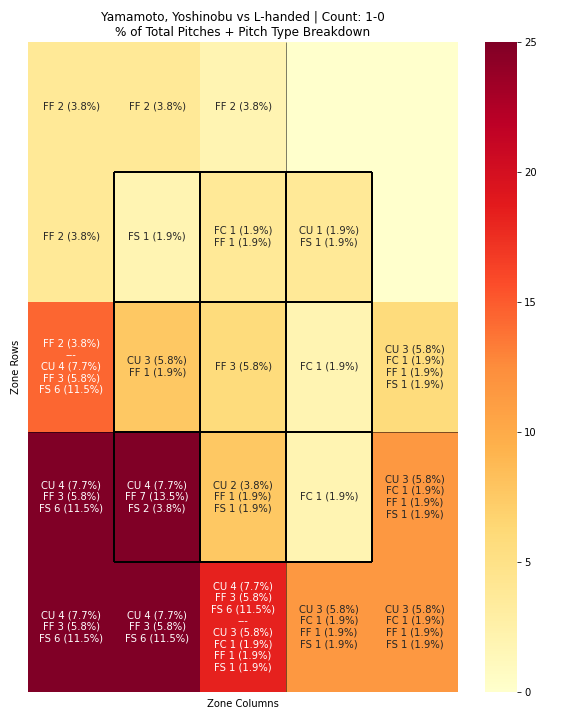 Yamamoto, Yoshinobu vs L-handed | Count: 1-0
% of Total Pitches + Pitch Type Breakdown
FF 2 (3.8%)
FF 2 (3.8%)
FF 2 (3.8%)
FF 2 (3.8%)
FS 1 (1.9%)
FC 1 (1.9%)
FF 1 (1.9%)
CU 1 (1.9%)
FS 1 (1.9%)
FF 2 (3.8%)
---
CU 4 (7.7%)
FF 3 (5.8%)
FS 6 (11.5%)
CU 3 (5.8%)
FF 1 (1.9%)
FF 3 (5.8%)
FC 1 (1.9%)
CU 3 (5.8%)
FC 1 (1.9%)
FF 1 (1.9%)
FS 1 (1.9%)
CU 4 (7.7%)
FF 3 (5.8%)
FS 6 (11.5%)
CU 4 (7.7%)
FF 7 (13.5%)
FS 2 (3.8%)
CU 2 (3.8%)
FF 1 (1.9%)
FS 1 (1.9%)
FC 1 (1.9%)
CU 3 (5.8%)
FC 1 (1.9%)
FF 1 (1.9%)
FS 1 (1.9%)
CU 4 (7.7%)
FF 3 (5.8%)
FS 6 (11.5%)
CU 4 (7.7%)
FF 3 (5.8%)
FS 6 (11.5%)
CU 4 (7.7%)
FF 3 (5.8%)
FS 6 (11.5%)
---
CU 3 (5.8%)
FC 1 (1.9%)
FF 1 (1.9%)
FS 1 (1.9%)
CU 3 (5.8%)
FC 1 (1.9%)
FF 1 (1.9%)
FS 1 (1.9%)
CU 3 (5.8%)
FC 1 (1.9%)
FF 1 (1.9%)
FS 1 (1.9%)
Zone Rows
Zone Columns
25
20
15
10
5
0